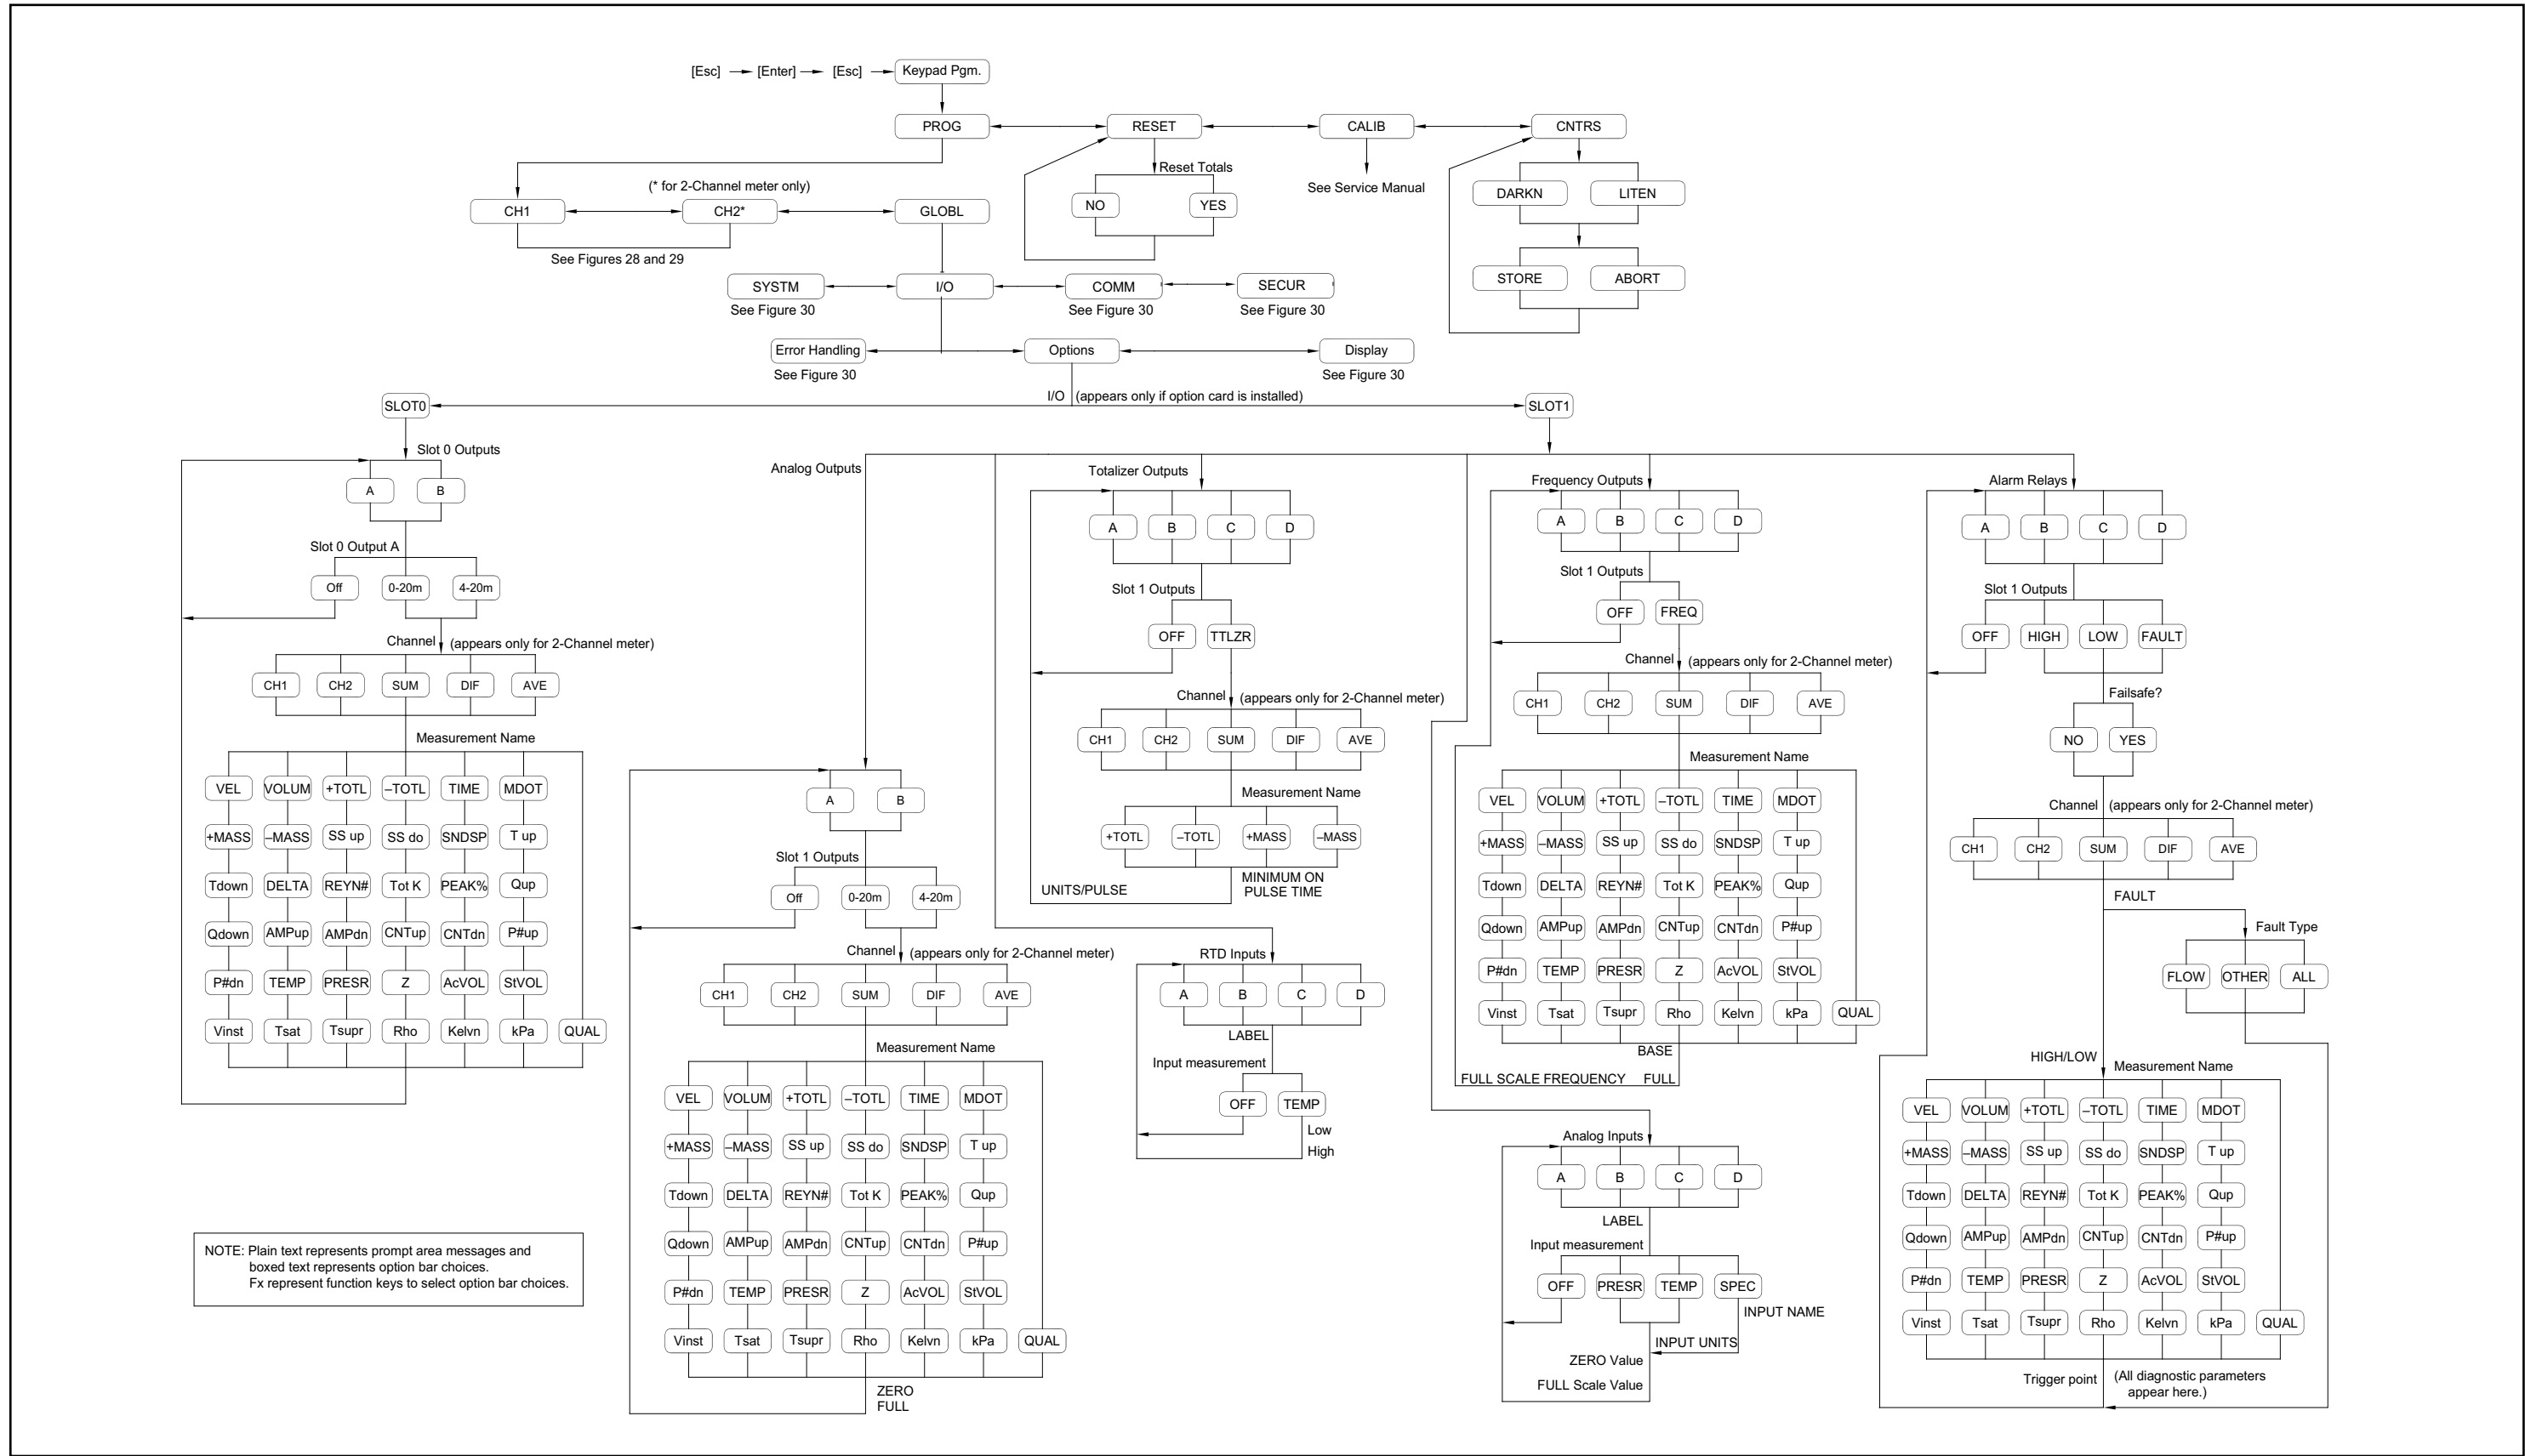 [Esc] [Enter] [Esc] Keypad Pgm.
PROG RESET CALIB CNTRS
Reset Totals
See Service Manual
NO YES
DARKN LITEN
STORE ABORT
(* for 2-Channel meter only)
CH1 CH2* GLOBL
See Figures 28 and 29
SYSTM I/O COMM SECUR
See Figure 30 See Figure 30 See Figure 30
Error Handling Options Display
See Figure 30 See Figure 30
I/O (appears only if option card is installed)
SLOT0 SLOT1
Slot 0 Outputs
A B
Slot 0 Output A
Off 0-20m 4-20m
Channel (appears only for 2-Channel meter)
CH1 CH2 SUM DIF AVE
Measurement Name
VEL VOLUM +TOTL –TOTL TIME MDOT
+MASS –MASS SS up SS do SNDSP T up
Tdown DELTA REYN# Tot K PEAK% Qup
Qdown AMPup AMPdn CNTup CNTdn P#up
P#dn TEMP PRESR Z AcVOL StVOL
Vinst Tsat Tsupr Rho Kelvn kPa QUAL
NOTE: Plain text represents prompt area messages and
boxed text represents option bar choices.
Fx represent function keys to select option bar choices.
Analog Outputs
A B
Slot 1 Outputs
Off 0-20m 4-20m
Channel (appears only for 2-Channel meter)
CH1 CH2 SUM DIF AVE
Measurement Name
VEL VOLUM +TOTL –TOTL TIME MDOT
+MASS –MASS SS up SS do SNDSP T up
Tdown DELTA REYN# Tot K PEAK% Qup
Qdown AMPup AMPdn CNTup CNTdn P#up
P#dn TEMP PRESR Z AcVOL StVOL
Vinst Tsat Tsupr Rho Kelvn kPa QUAL
ZERO
FULL
Totalizer Outputs
A B C D
Slot 1 Outputs
OFF TTLZR
Channel (appears only for 2-Channel meter)
CH1 CH2 SUM DIF AVE
Measurement Name
+TOTL –TOTL +MASS –MASS
UNITS/PULSE
MINIMUM ON
PULSE TIME
RTD Inputs
A B C D
LABEL
Input measurement
OFF TEMP
Low
High
Frequency Outputs
A B C D
Slot 1 Outputs
OFF FREQ
Channel (appears only for 2-Channel meter)
CH1 CH2 SUM DIF AVE
Measurement Name
VEL VOLUM +TOTL –TOTL TIME MDOT
+MASS –MASS SS up SS do SNDSP T up
Tdown DELTA REYN# Tot K PEAK% Qup
Qdown AMPup AMPdn CNTup CNTdn P#up
P#dn TEMP PRESR Z AcVOL StVOL
Vinst Tsat Tsupr Rho Kelvn kPa QUAL
BASE
FULL SCALE FREQUENCY FULL
Analog Inputs
A B C D
LABEL
Input measurement
OFF PRESR TEMP SPEC
INPUT NAME
INPUT UNITS
ZERO Value
FULL Scale Value
Alarm Relays
A B C D
Slot 1 Outputs
OFF HIGH LOW FAULT
Failsafe?
NO YES
Channel (appears only for 2-Channel meter)
CH1 CH2 SUM DIF AVE
FAULT
Fault Type
FLOW OTHER ALL
HIGH/LOW
Measurement Name
VEL VOLUM +TOTL –TOTL TIME MDOT
+MASS –MASS SS up SS do SNDSP T up
Tdown DELTA REYN# Tot K PEAK% Qup
Qdown AMPup AMPdn CNTup CNTdn P#up
P#dn TEMP PRESR Z AcVOL StVOL
Vinst Tsat Tsupr Rho Kelvn kPa QUAL
Trigger point (All diagnostic parameters
appear here.)